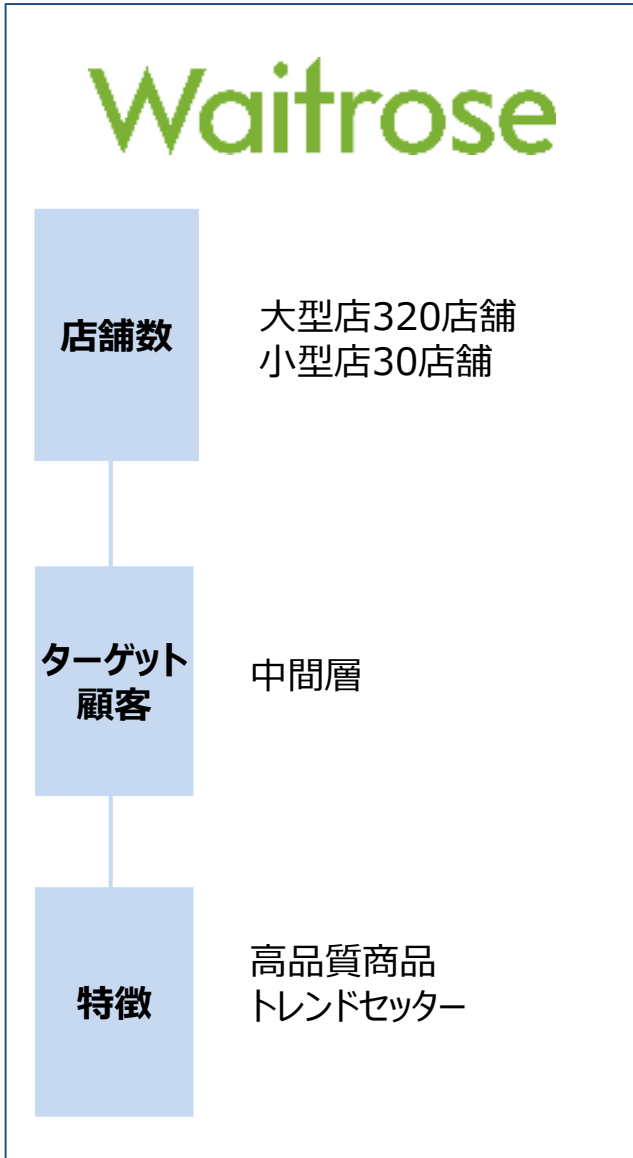 Waitrose
店舗数
大型店320店舗
小型店30店舗
ターゲット
顧客
中間層
特徴
高品質商品
トレンドセッター